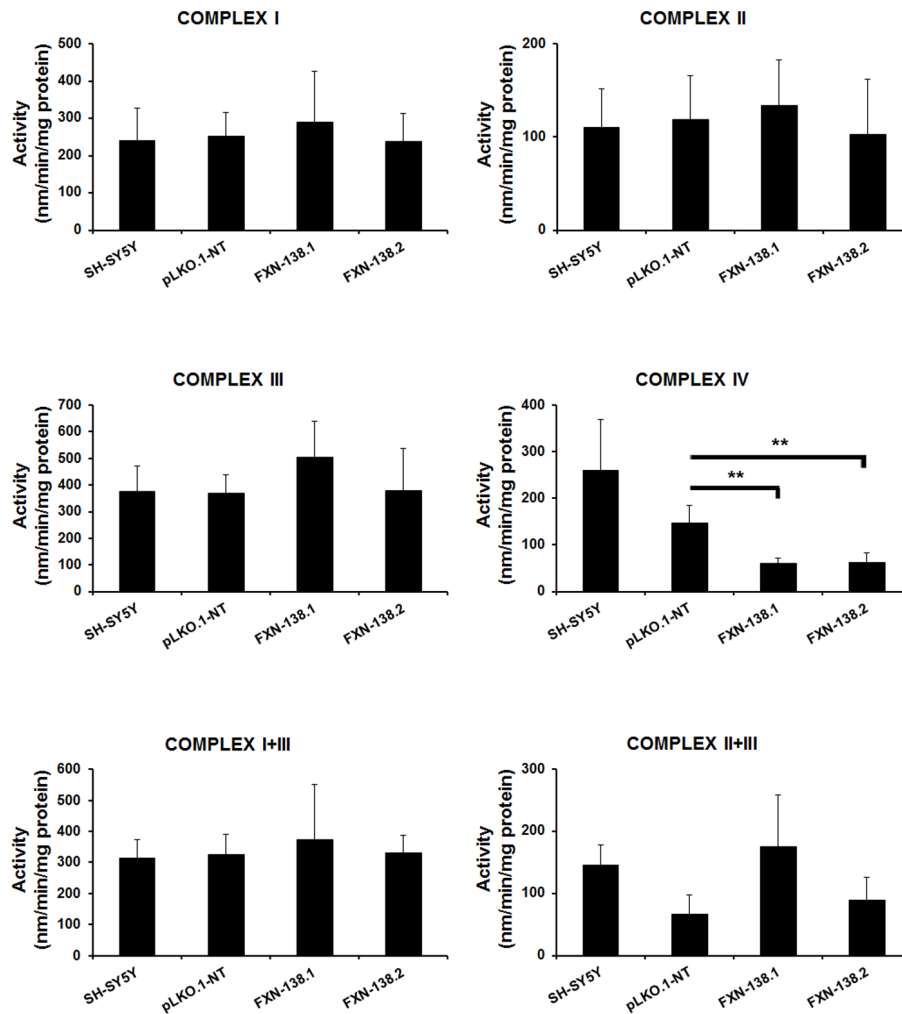 COMPLEX I
Activity
(nm/min/mg protein)
500
400
300
200
100
0
SH-SY5Y
pLKO.1-NT
FXN-138.1
FXN-138.2
COMPLEX II
Activity
(nm/min/mg protein)
200
100
0
SH-SY5Y
pLKO.1-NT
FXN-138.1
FXN-138.2
COMPLEX III
Activity
(nm/min/mg protein)
700
600
500
400
300
200
100
0
SH-SY5Y
pLKO.1-NT
FXN-138.1
FXN-138.2
COMPLEX IV
Activity
(nm/min/mg protein)
400
300
200
100
0
**
**
SH-SY5Y
pLKO.1-NT
FXN-138.1
FXN-138.2
COMPLEX I+III
Activity
(nm/min/mg protein)
600
500
400
300
200
100
0
SH-SY5Y
pLKO.1-NT
FXN-138.1
FXN-138.2
COMPLEX II+III
Activity
(nm/min/mg protein)
300
200
100
0
SH-SY5Y
pLKO.1-NT
FXN-138.1
FXN-138.2